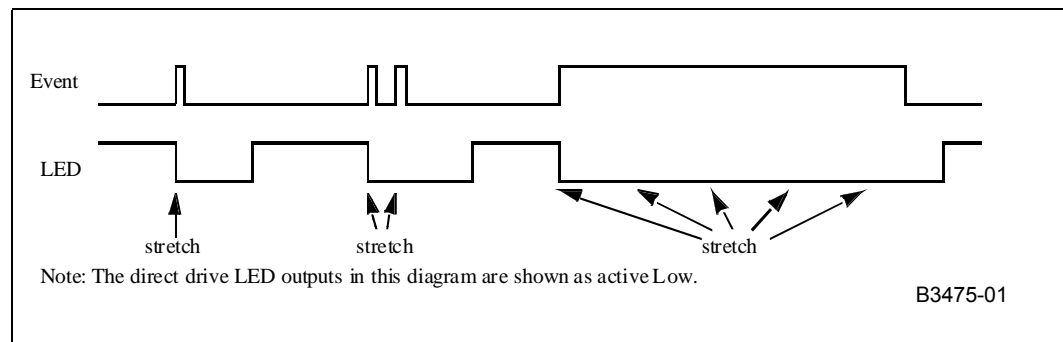 Event
LED
stretch stretch stretch
Note: The direct drive LED outputs in this diagram are shown as active Low.
B3475-01